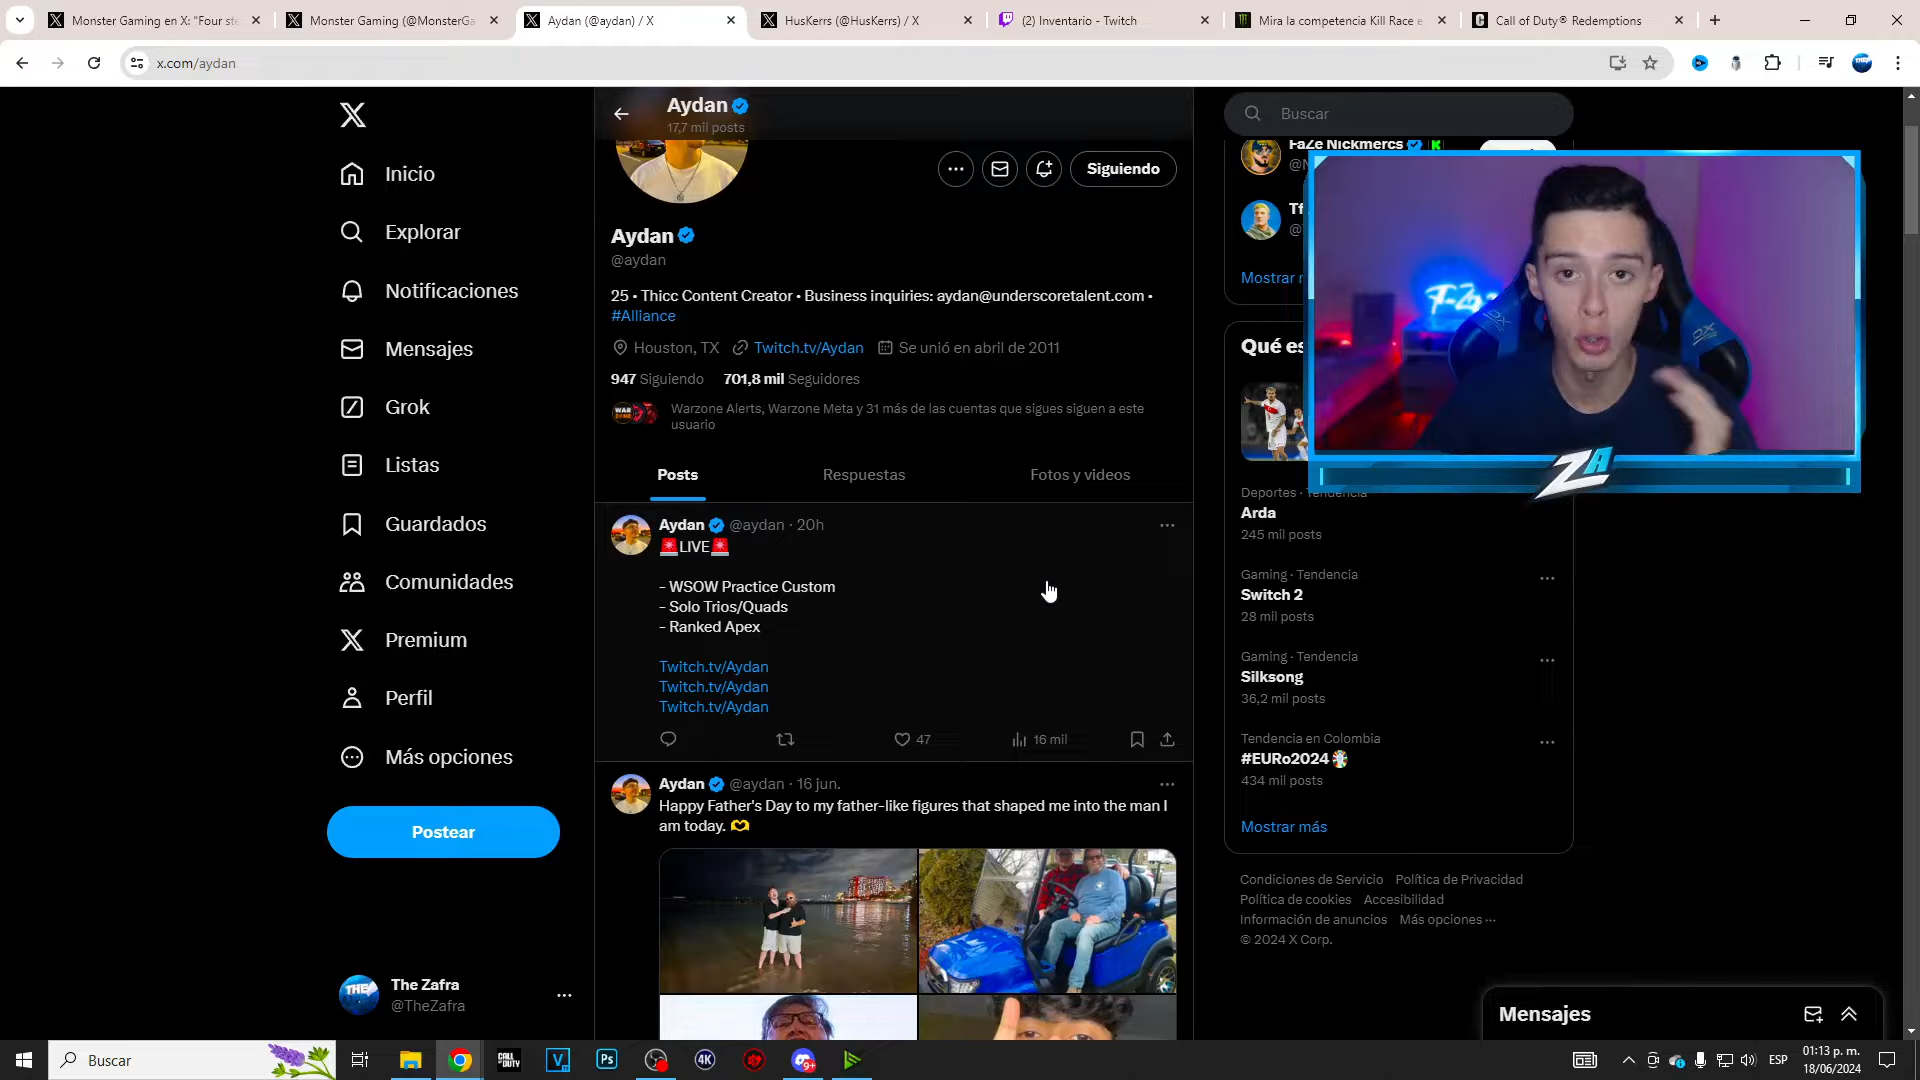 Monster Gaming en X: "Four ste
Monster Gaming (@MonsterGa
Aydan (@aydan) / X
HusKerrs (@HusKerrs) / X
(2) Inventario - Twitch
Mira la competencia Kill Race e
Call of Duty® Redemptions
x.com/aydan
Inicio
Explorar
Notificaciones
Mensajes
Grok
Listas
Guardados
Comunidades
Premium
Perfil
Más opciones
Postear
The Zafra
@TheZafra
Aydan
17,7 mil posts
Siguiendo
Aydan
@aydan
25 • Thicc Content Creator • Business inquiries: aydan@underscoretalent.com •
#Alliance
Houston, TX Twitch.tv/Aydan Se unió en abril de 2011
947 Siguiendo 701,8 mil Seguidores
Warzone Alerts, Warzone Meta y 31 más de las cuentas que sigues siguen a este
usuario
Posts Respuestas Fotos y videos
Aydan @aydan · 20h
🚨LIVE🚨
- WSOW Practice Custom
- Solo Trios/Quads
- Ranked Apex
Twitch.tv/Aydan
Twitch.tv/Aydan
Twitch.tv/Aydan
47 16 mil
Aydan @aydan · 16 jun.
Happy Father's Day to my father-like figures that shaped me into the man I
am today. 🫶
Buscar
FaZe Nickmercs
@N
Tf
@
Mostrar
Qué es
Deportes · Tendencia
Arda
245 mil posts
Gaming · Tendencia
Switch 2
28 mil posts
Gaming · Tendencia
Silksong
36,2 mil posts
Tendencia en Colombia
#EURo2024
434 mil posts
Mostrar más
Condiciones de Servicio Política de Privacidad
Política de cookies Accesibilidad
Información de anuncios Más opciones ···
© 2024 X Corp.
ZA
Mensajes
Buscar
CALL OF DUTY
V
Ps
4K
9+
ESP
01:13 p. m.
18/06/2024